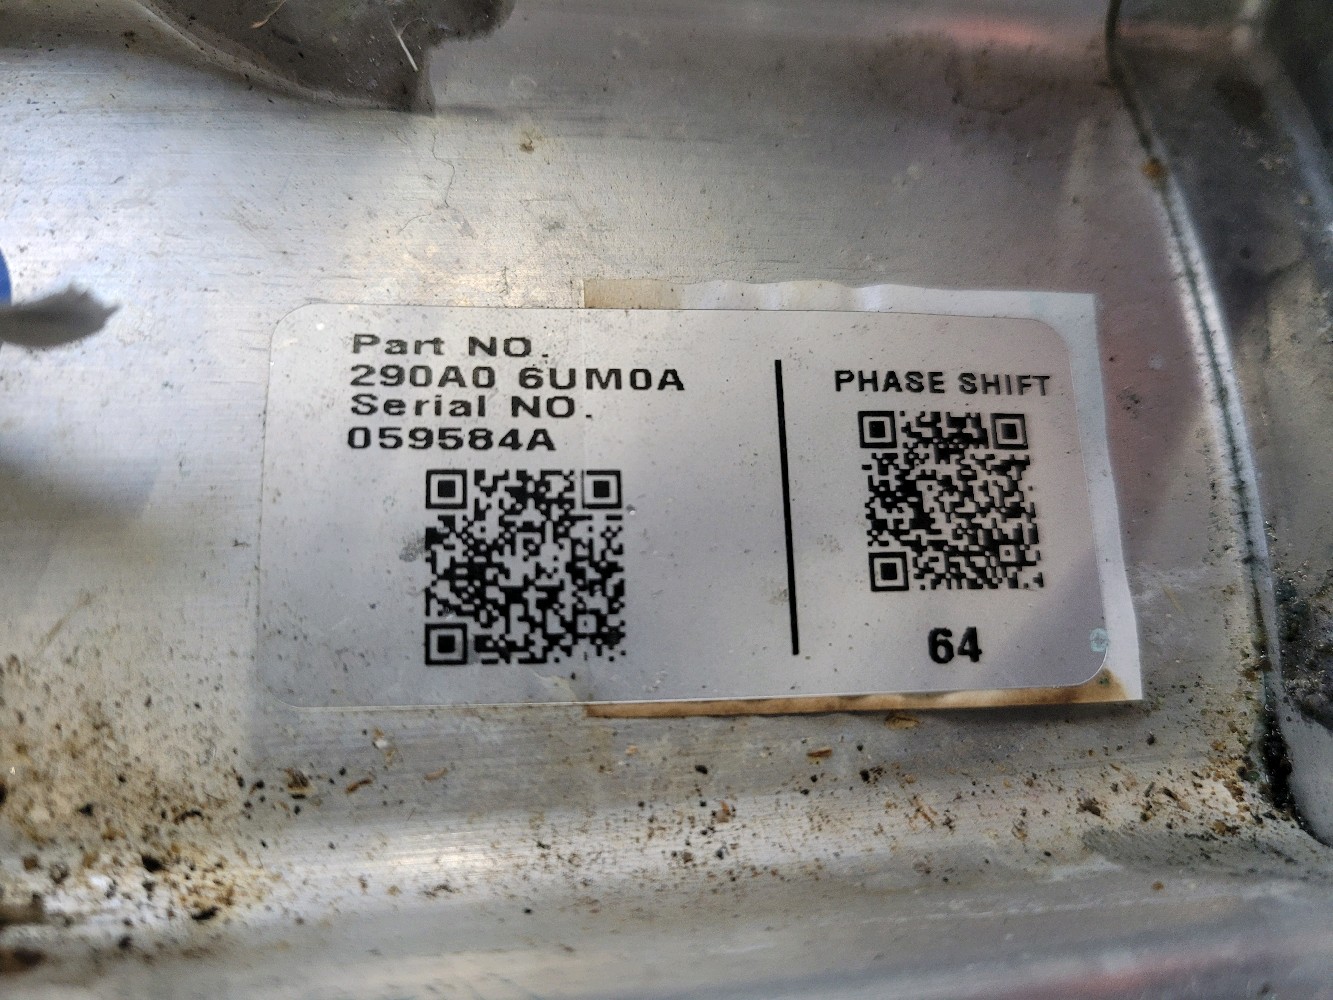 Part NO.
290A0 6UM0A
Serial NO.
059584A
PHASE SHIFT
64